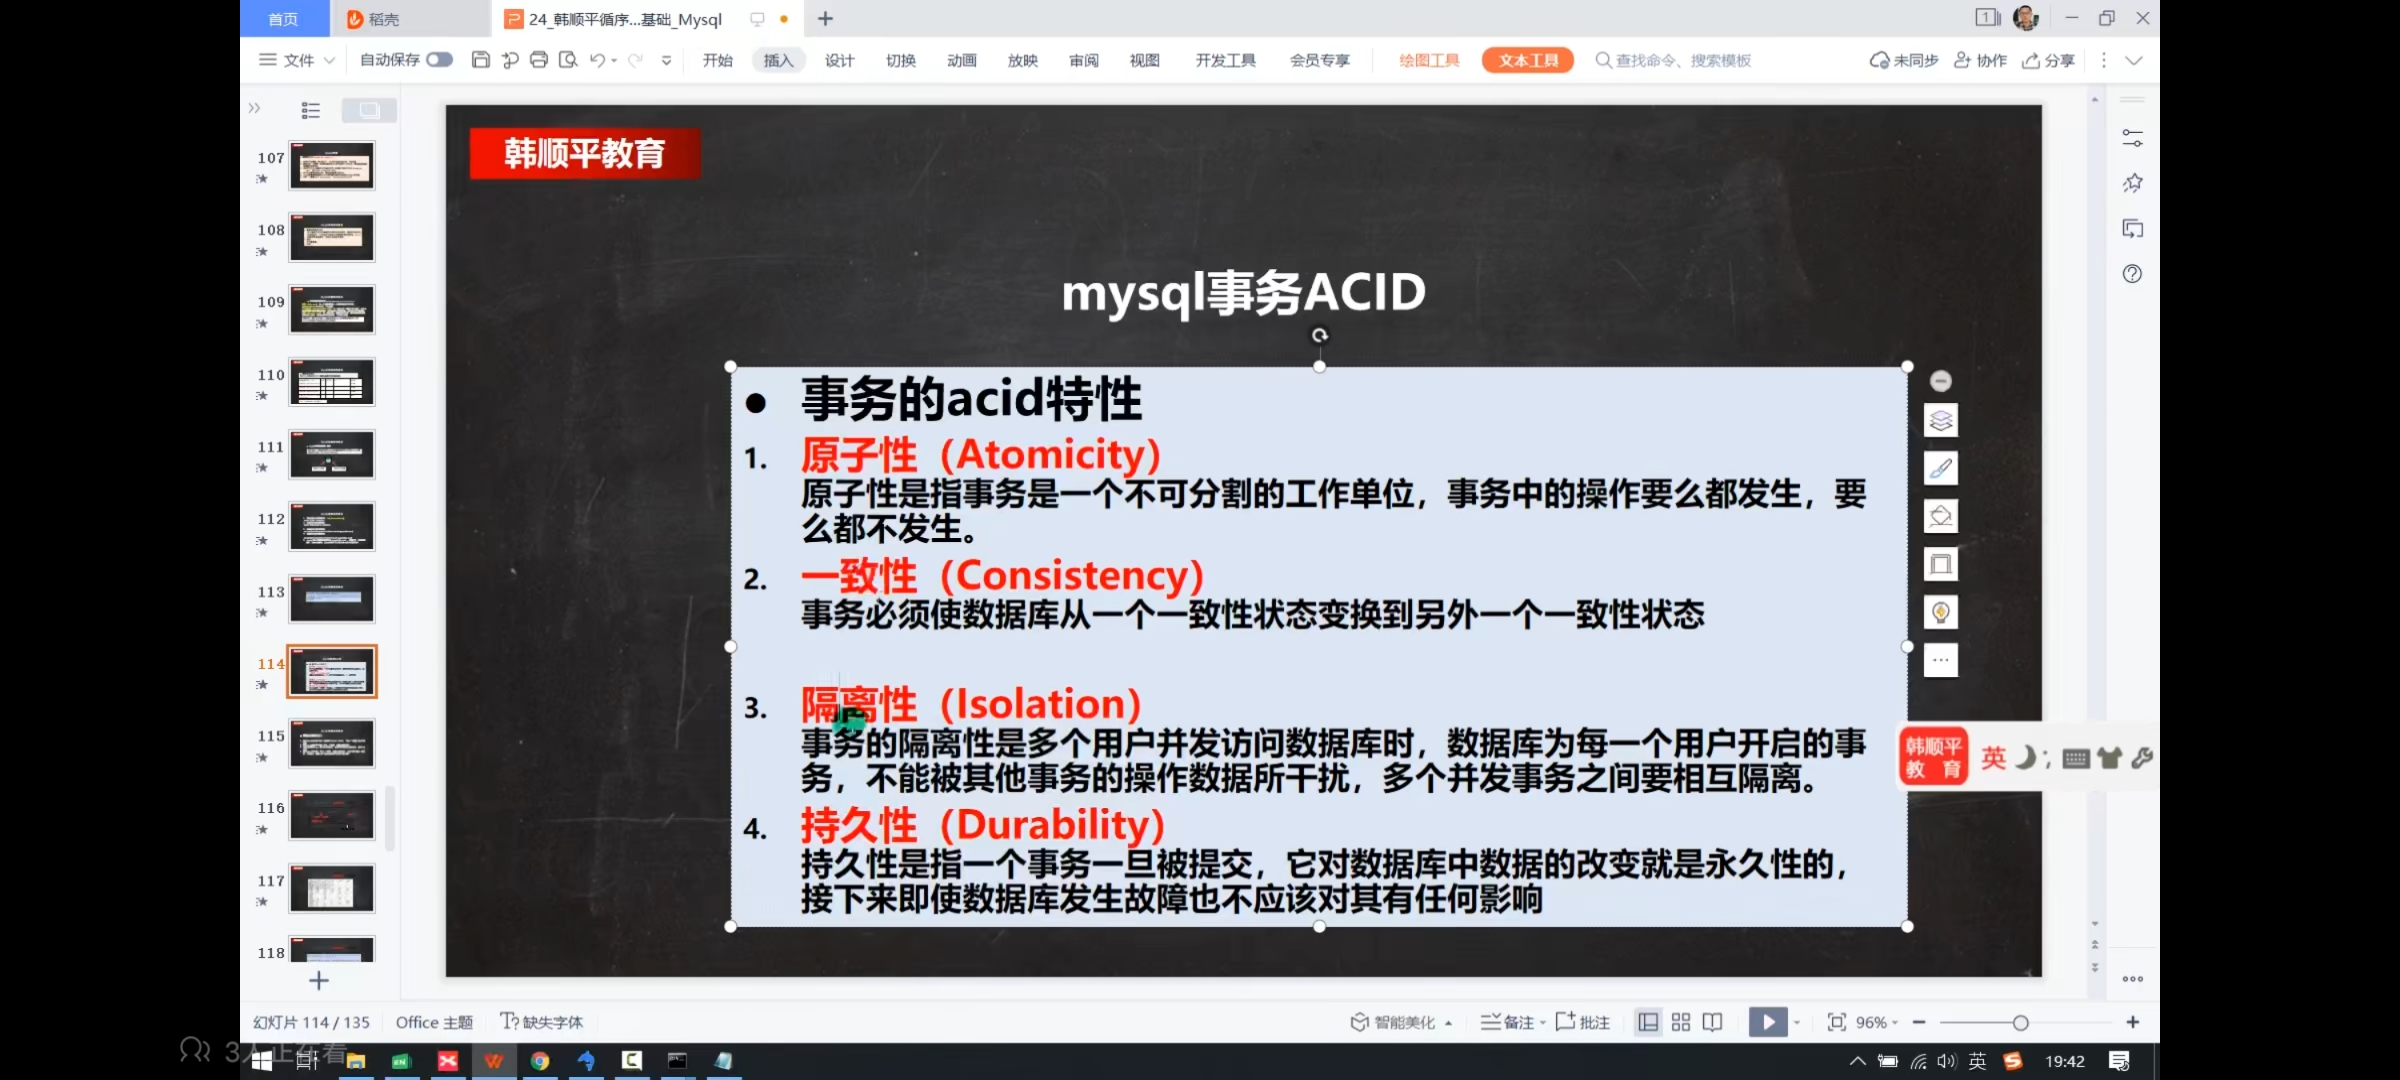 首页
稻壳
24_韩顺平循序...基础_Mysql
文件
自动保存
开始 插入 设计 切换 动画 放映 审阅 视图 开发工具 会员专享 绘图工具 文本工具 查找命令、搜索模板
未同步 协作 分享
107
108
109
110
111
112
113
114
115
116
117
118
韩顺平教育
mysql事务ACID
● 事务的acid特性
1. 原子性（Atomicity）
原子性是指事务是一个不可分割的工作单位，事务中的操作要么都发生，要
么都不发生。
2. 一致性（Consistency）
事务必须使数据库从一个一致性状态变换到另外一个一致性状态
3. 隔离性（Isolation）
事务的隔离性是多个用户并发访问数据库时，数据库为每一个用户开启的事
务，不能被其他事务的操作数据所干扰，多个并发事务之间要相互隔离。
4. 持久性（Durability）
持久性是指一个事务一旦被提交，它对数据库中数据的改变就是永久性的，
接下来即使数据库发生故障也不应该对其有任何影响
韩顺平
教 育
英
幻灯片 114 / 135 Office 主题 缺失字体
智能美化 备注 批注 96%
3人正在看
英 19:42